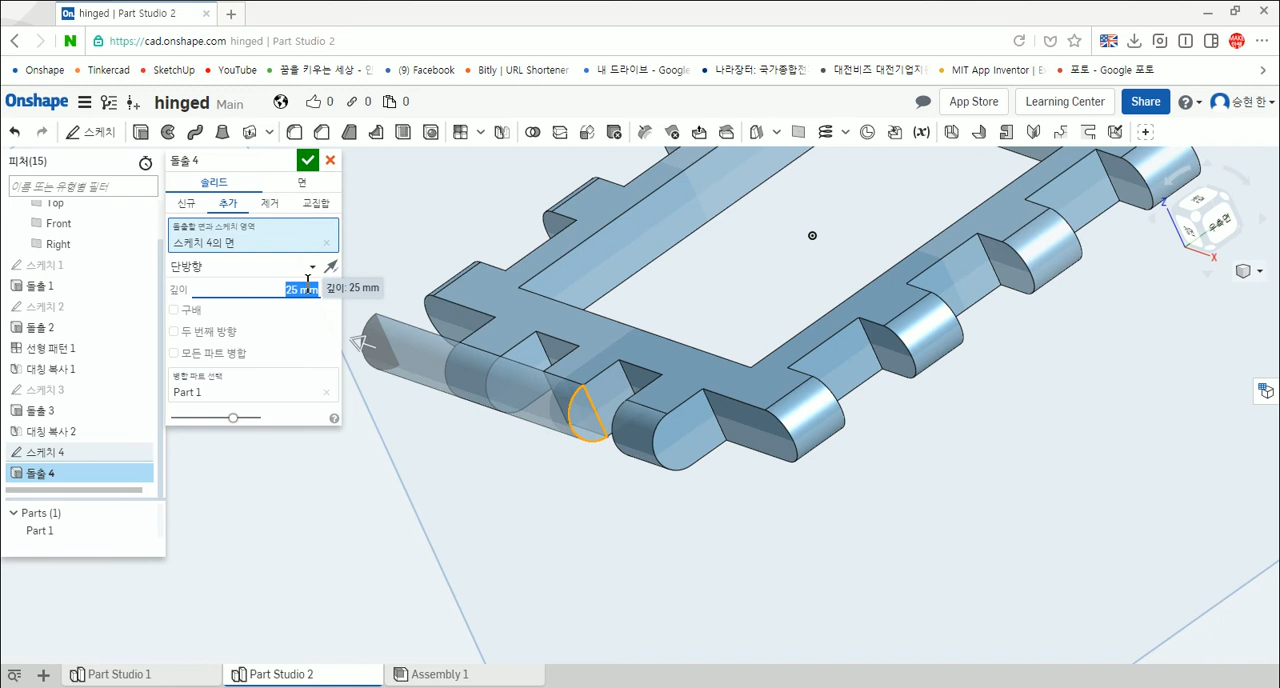 On. hinged | Part Studio 2
N https://cad.onshape.com hinged | Part Studio 2
Onshape Tinkercad SketchUp YouTube 꿈을 키우는 세상 - 인 (9) Facebook Bitly | URL Shortener 내 드라이브 - Google 나라장터: 국가종합전 대전비즈 대전기업지 MIT App Inventor | E 포토 - Google 포토
Onshape hinged Main 0 0 0 App Store Learning Center Share 승현 한
스케치 (x)
피처(15)
이름 또는 유형별 필터
Top
Front
Right
스케치 1
돌출 1
스케치 2
돌출 2
선형 패턴 1
대칭 복사 1
스케치 3
돌출 3
대칭 복사 2
스케치 4
돌출 4
Parts (1)
Part 1
돌출 4
솔리드 면
신규 추가 제거 교집합
돌출할 면과 스케치 영역
스케치 4의 면
단방향
깊이 25 mm
깊이: 25 mm
구배
두 번째 방향
모든 파트 병합
병합 파트 선택
Part 1
Z
X
Part Studio 1 Part Studio 2 Assembly 1